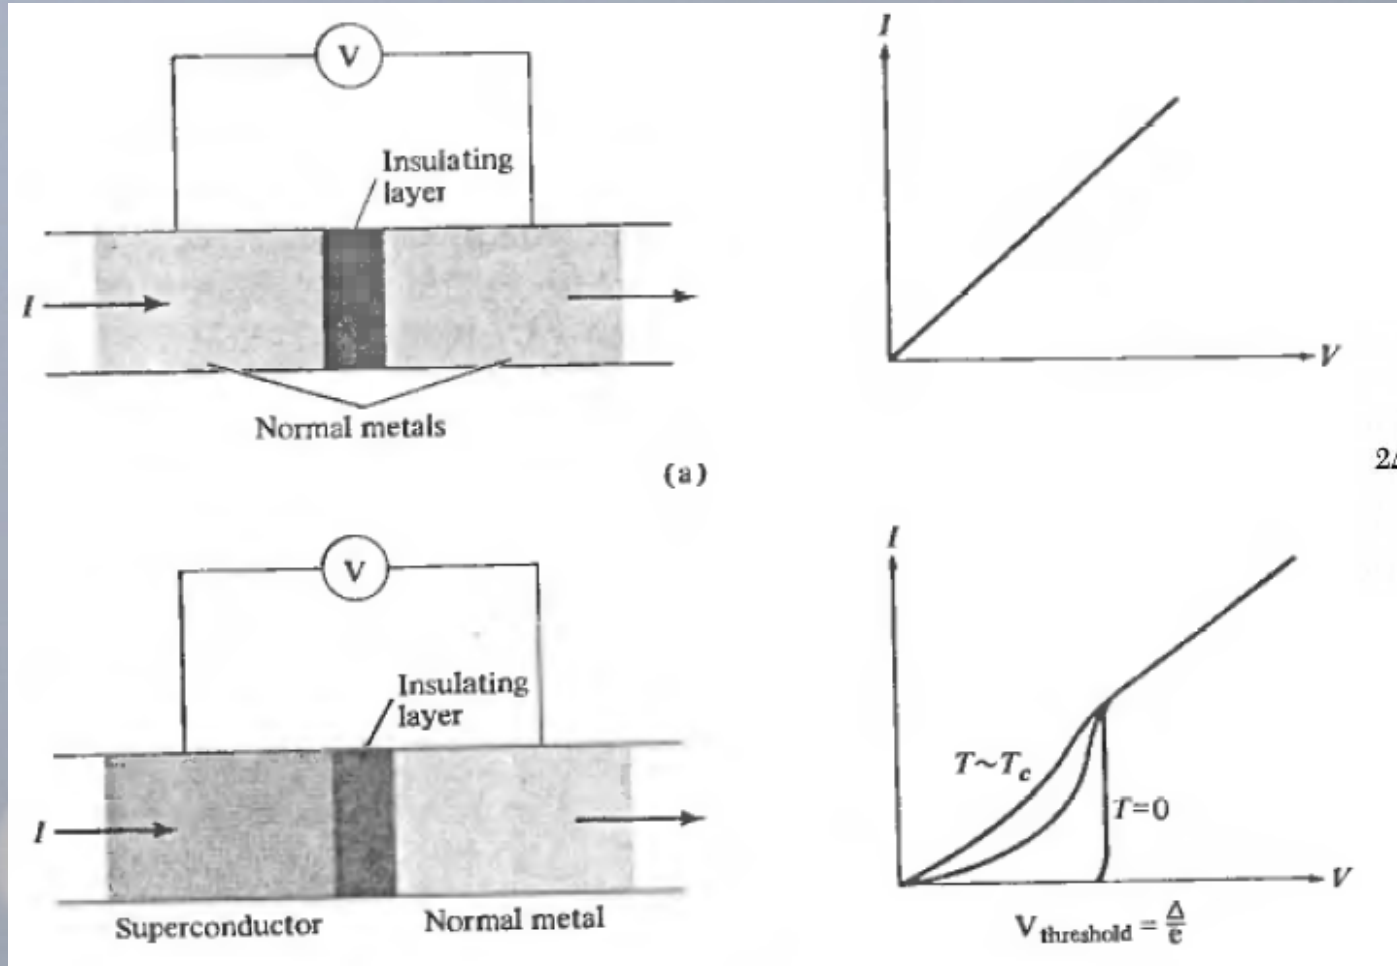 V
Insulating
layer
I
Normal metals
I
V
(a)
V
Insulating
layer
I
Superconductor
Normal metal
I
T~Tc
T=0
V
Vthreshold = Δ/e